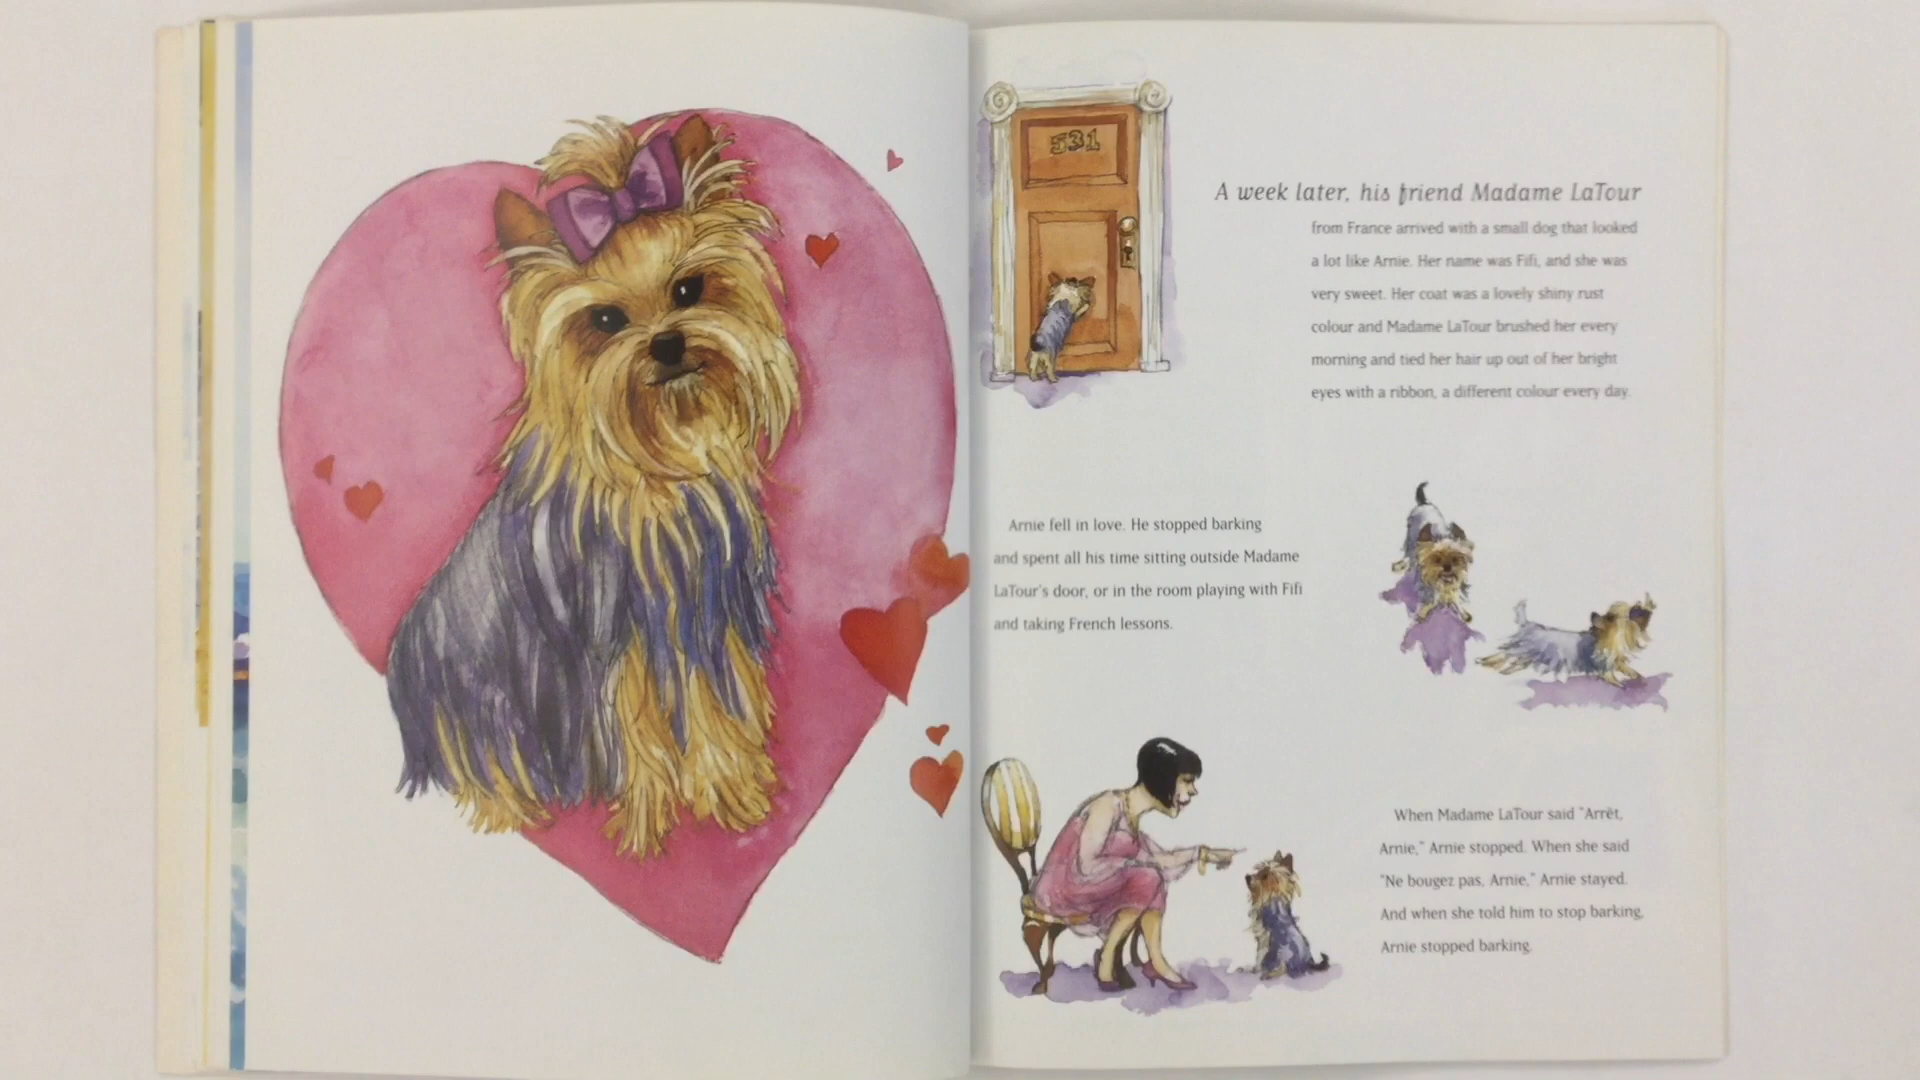 531
A week later, his friend Madame LaTour
from France arrived with a small dog that looked
a lot like Arnie. Her name was Fifi, and she was
very sweet. Her coat was a lovely shiny rust
colour and Madame LaTour brushed her every
morning and tied her hair up out of her bright
eyes with a ribbon, a different colour every day.
Arnie fell in love. He stopped barking
and spent all his time sitting outside Madame
LaTour's door, or in the room playing with Fifi
and taking French lessons.
When Madame LaTour said "Arrêt,
Arnie," Arnie stopped. When she said
"Ne bougez pas, Arnie," Arnie stayed.
And when she told him to stop barking,
Arnie stopped barking.